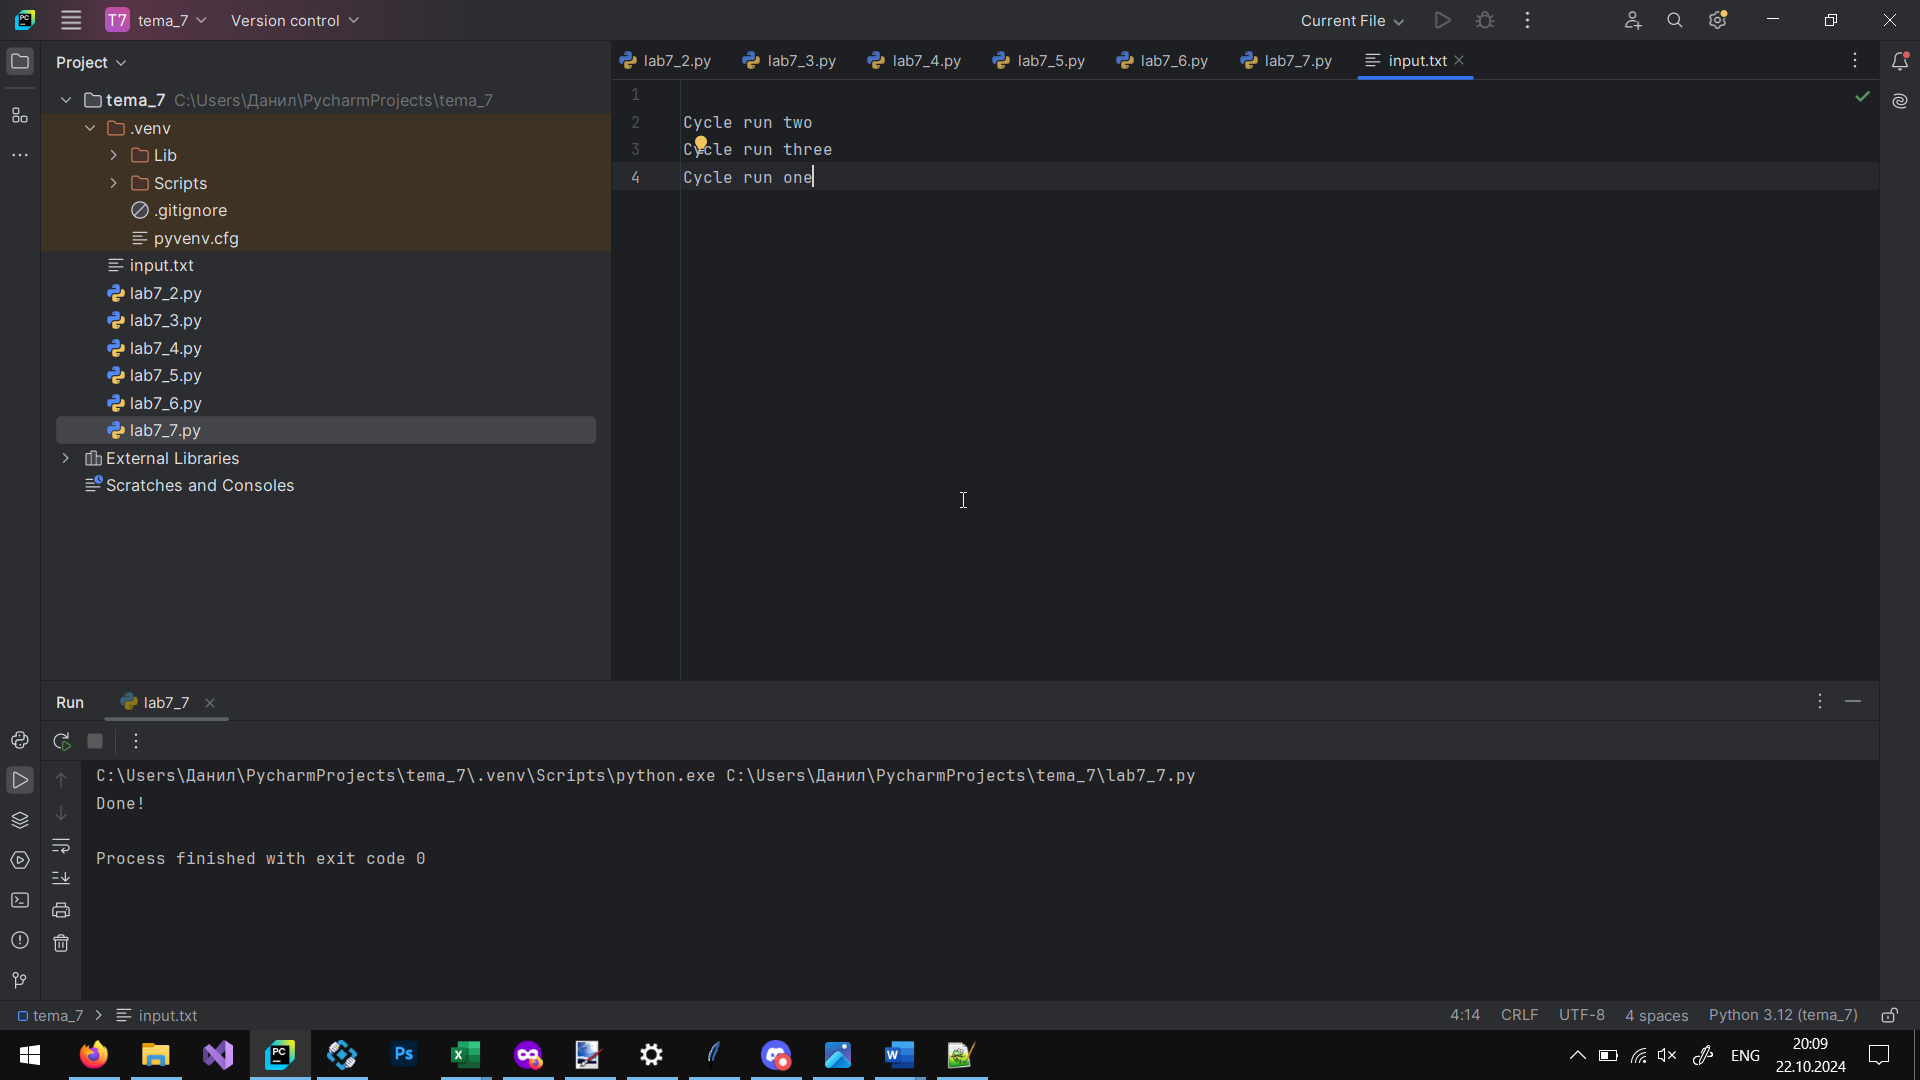 T7 tema_7 Version control Current File
Project
lab7_2.py lab7_3.py lab7_4.py lab7_5.py lab7_6.py lab7_7.py input.txt
tema_7 C:\Users\Данил\PycharmProjects\tema_7
.venv
Lib
Scripts
.gitignore
pyvenv.cfg
input.txt
lab7_2.py
lab7_3.py
lab7_4.py
lab7_5.py
lab7_6.py
lab7_7.py
External Libraries
Scratches and Consoles
1
2 Cycle run two
3 Cycle run three
4 Cycle run one
Run lab7_7
C:\Users\Данил\PycharmProjects\tema_7\.venv\Scripts\python.exe C:\Users\Данил\PycharmProjects\tema_7\lab7_7.py
Done!
Process finished with exit code 0
tema_7 input.txt 4:14 CRLF UTF-8 4 spaces Python 3.12 (tema_7)
ENG 20:09
22.10.2024